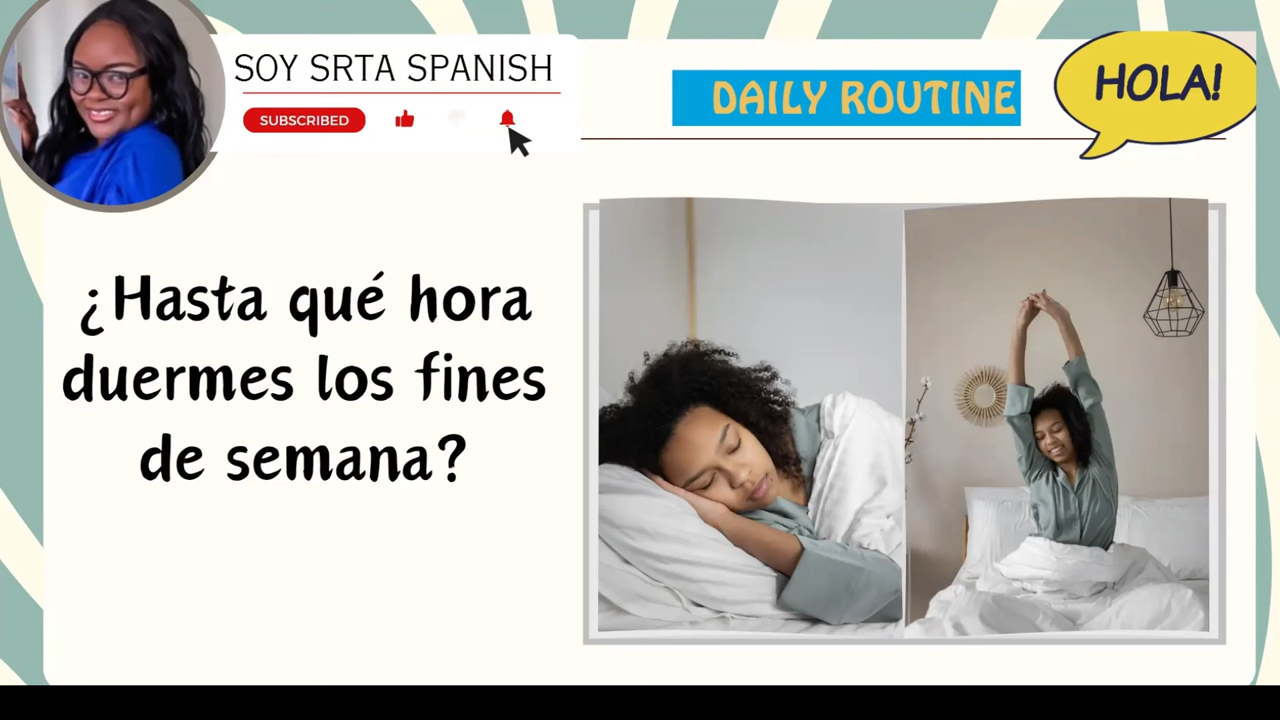 SOY SRTA SPANISH
SUBSCRIBED
DAILY ROUTINE
HOLA!
¿Hasta qué hora
duermes los fines
de semana?